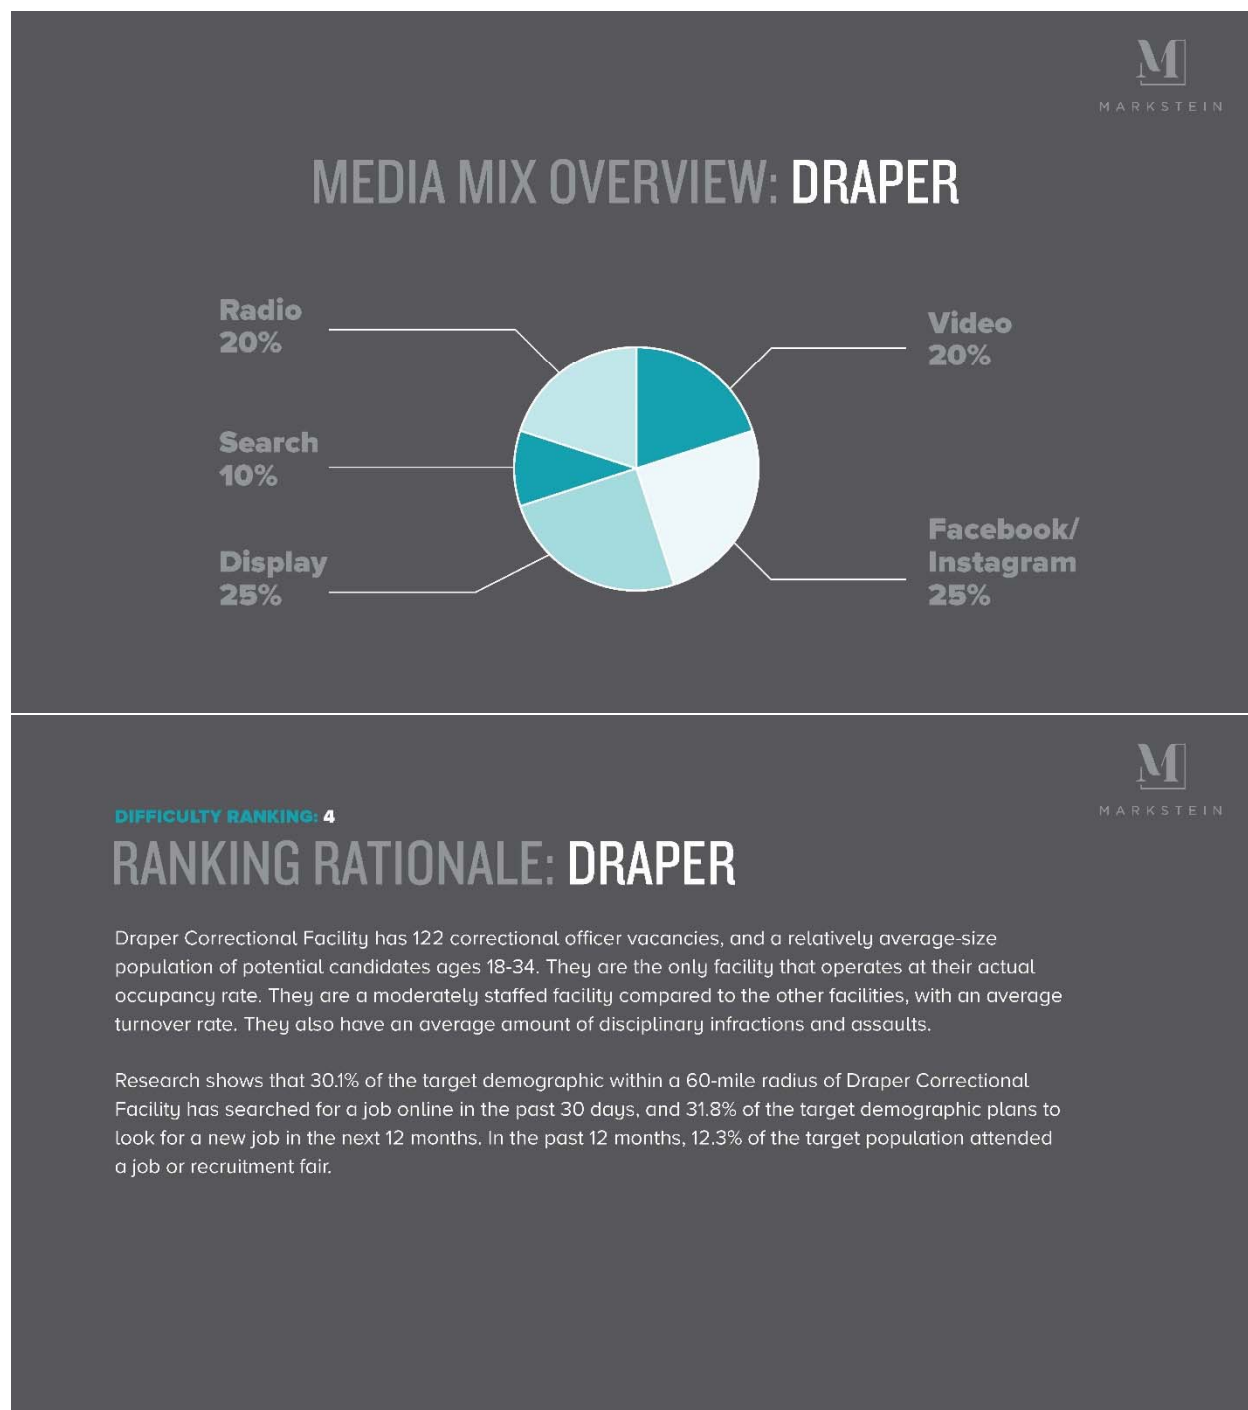 M
MARKSTEIN
MEDIA MIX OVERVIEW: DRAPER
Radio
20%
Video
20%
Search
10%
Facebook/
Instagram
25%
Display
25%
M
MARKSTEIN
DIFFICULTY RANKING: 4
RANKING RATIONALE: DRAPER
Draper Correctional Facility has 122 correctional officer vacancies, and a relatively average-size
population of potential candidates ages 18-34. They are the only facility that operates at their actual
occupancy rate. They are a moderately staffed facility compared to the other facilities, with an average
turnover rate. They also have an average amount of disciplinary infractions and assaults.
Research shows that 30.1% of the target demographic within a 60-mile radius of Draper Correctional
Facility has searched for a job online in the past 30 days, and 31.8% of the target demographic plans to
look for a new job in the next 12 months. In the past 12 months, 12.3% of the target population attended
a job or recruitment fair.